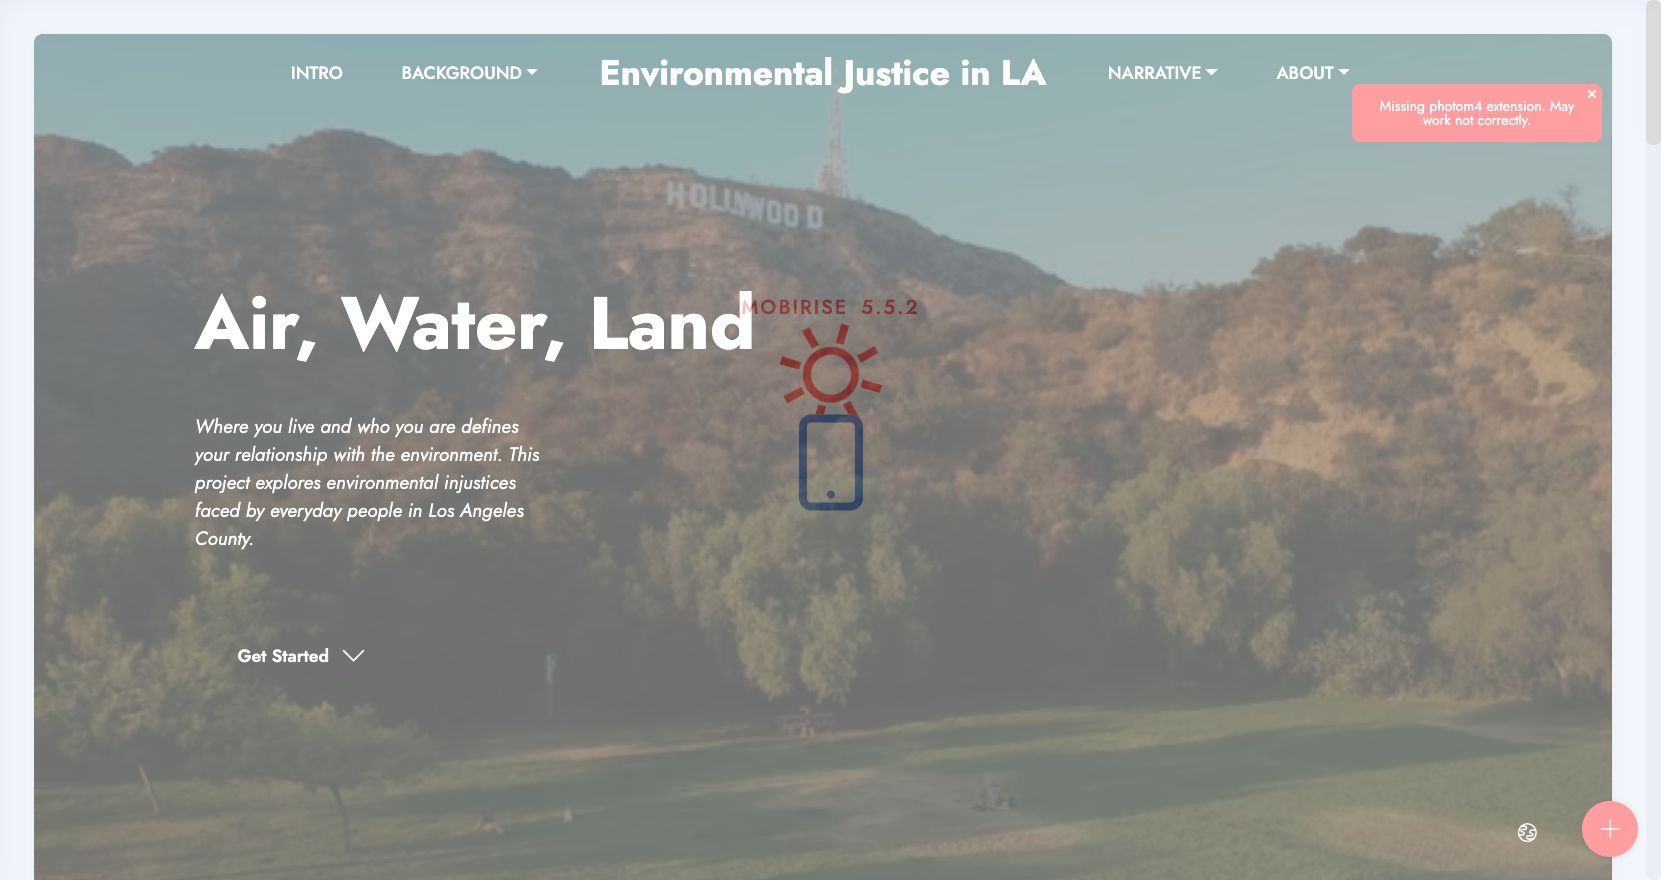 INTRO BACKGROUND Environmental Justice in LA NARRATIVE ABOUT
Missing photom4 extension. May
work not correctly.
HOLLYWOOD
Air, Water, Land
MOBIRISE 5.5.2
Where you live and who you are defines
your relationship with the environment. This
project explores environmental injustices
faced by everyday people in Los Angeles
County.
Get Started